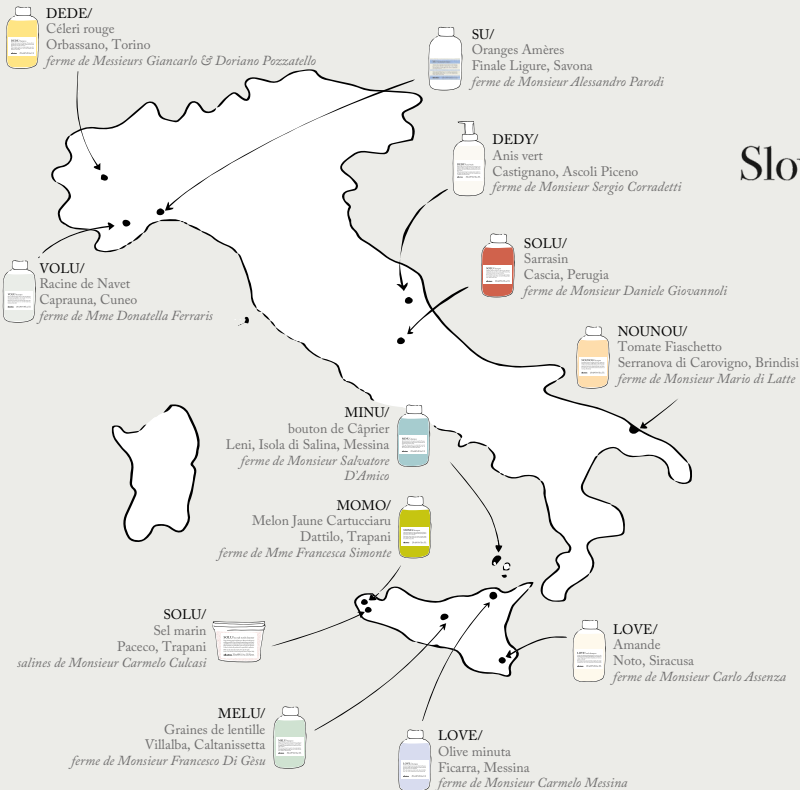 DEDE/
Céleri rouge
Orbassano, Torino
ferme de Messieurs Giancarlo & Doriano Pozzatello
SU/
Oranges Amères
Finale Ligure, Savona
ferme de Monsieur Alessandro Parodi
DEDY/
Anis vert
Castignano, Ascoli Piceno
ferme de Monsieur Sergio Corradetti
Slo
SOLU/
Sarrasin
Cascia, Perugia
ferme de Monsieur Daniele Giovannoli
VOLU/
Racine de Navet
Caprauna, Cuneo
ferme de Mme Donatella Ferraris
NOUNOU/
Tomate Fiaschetto
Serranova di Carovigno, Brindisi
ferme de Monsieur Mario di Latte
MINU/
bouton de Câprier
Leni, Isola di Salina, Messina
ferme de Monsieur Salvatore
D'Amico
MOMO/
Melon Jaune Cartucciaru
Dattilo, Trapani
ferme de Mme Francesca Simonte
SOLU/
Sel marin
Paceco, Trapani
salines de Monsieur Carmelo Culcasi
LOVE/
Amande
Noto, Siracusa
ferme de Monsieur Carlo Assenza
MELU/
Graines de lentille
Villalba, Caltanissetta
ferme de Monsieur Francesco Di Gèsu
LOVE/
Olive minuta
Ficarra, Messina
ferme de Monsieur Carmelo Messina